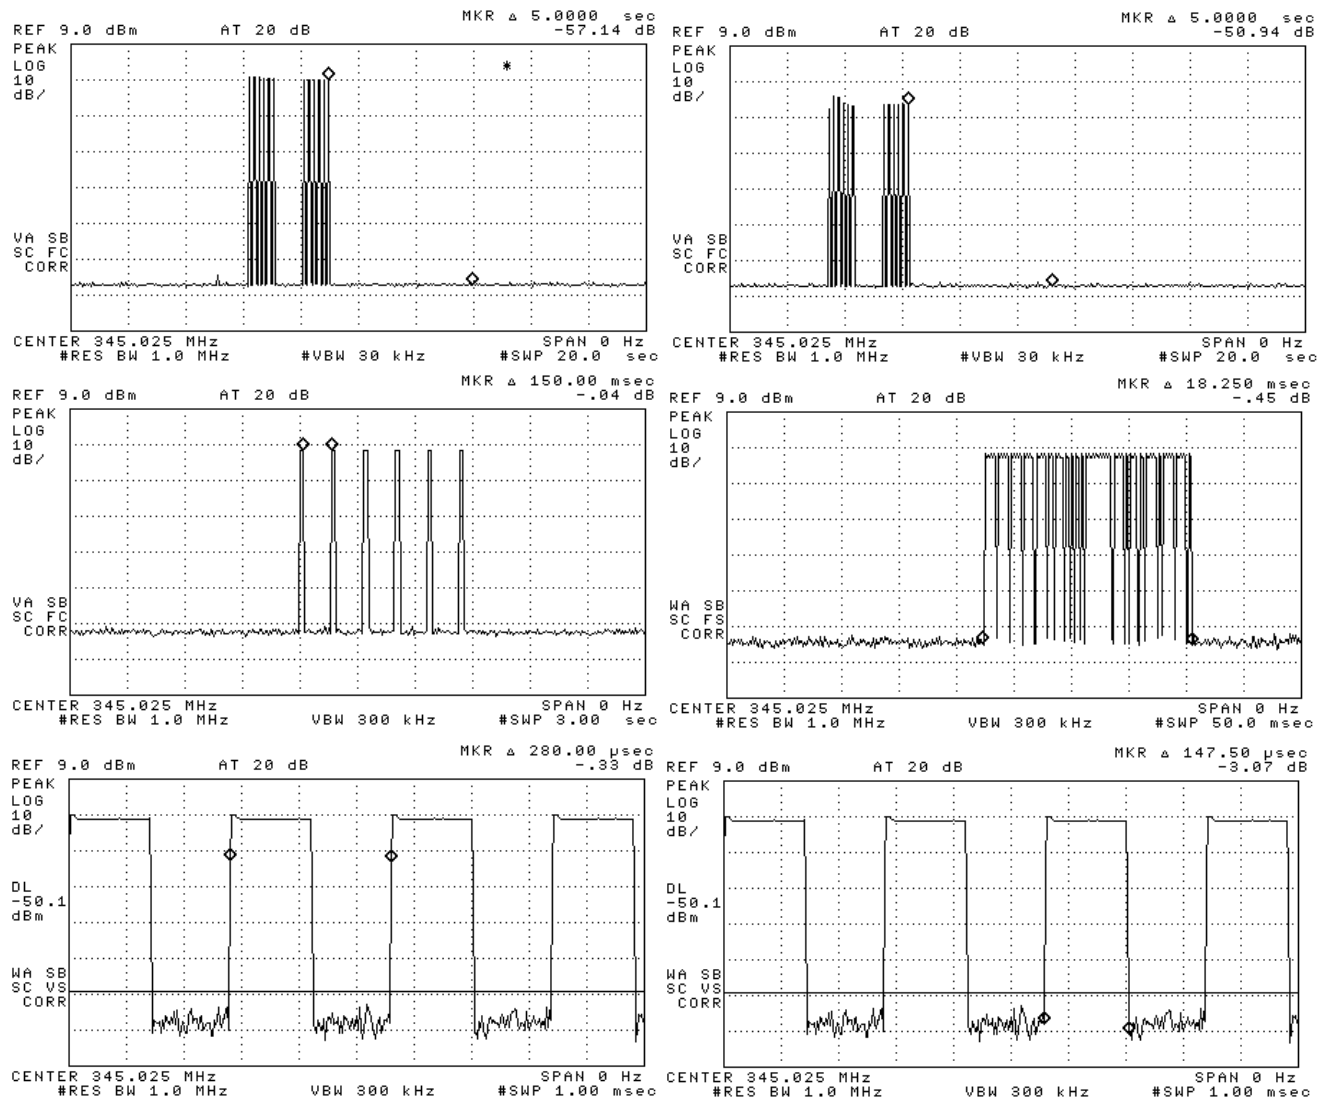 MKR Δ 5.0000 sec
REF 9.0 dBm AT 20 dB -57.14 dB
PEAK
LOG
10
dB/
*
VA SB
SC FC
CORR
CENTER 345.025 MHz SPAN 0 Hz
#RES BW 1.0 MHz #VBW 30 kHz #SWP 20.0 sec
MKR Δ 5.0000 sec
REF 9.0 dBm AT 20 dB -50.94 dB
PEAK
LOG
10
dB/
VA SB
SC FC
CORR
CENTER 345.025 MHz SPAN 0 Hz
#RES BW 1.0 MHz #VBW 30 kHz #SWP 20.0 sec
MKR Δ 150.00 msec
REF 9.0 dBm AT 20 dB -.04 dB
PEAK
LOG
10
dB/
VA SB
SC FC
CORR
CENTER 345.025 MHz SPAN 0 Hz
#RES BW 1.0 MHz VBW 300 kHz #SWP 3.00 sec
MKR Δ 18.250 msec
REF 9.0 dBm AT 20 dB -.45 dB
PEAK
LOG
10
dB/
WA SB
SC FS
CORR
CENTER 345.025 MHz SPAN 0 Hz
#RES BW 1.0 MHz VBW 300 kHz #SWP 50.0 msec
MKR Δ 280.00 μsec
REF 9.0 dBm AT 20 dB -.33 dB
PEAK
LOG
10
dB/
DL
-50.1
dBm
WA SB
SC VS
CORR
CENTER 345.025 MHz SPAN 0 Hz
#RES BW 1.0 MHz VBW 300 kHz #SWP 1.00 msec
MKR Δ 147.50 μsec
REF 9.0 dBm AT 20 dB -3.07 dB
PEAK
LOG
10
dB/
DL
-50.1
dBm
WA SB
SC VS
CORR
CENTER 345.025 MHz SPAN 0 Hz
#RES BW 1.0 MHz VBW 300 kHz #SWP 1.00 msec